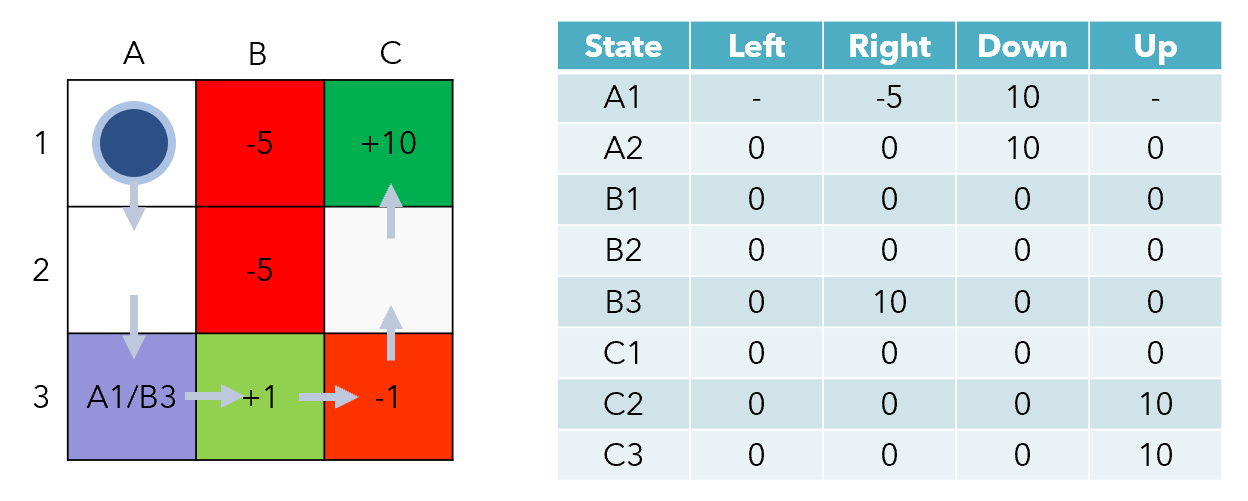 A B C
1 -5 +10
2 -5
3 A1/B3 +1 -1
State Left Right Down Up
A1 - -5 10 -
A2 0 0 10 0
B1 0 0 0 0
B2 0 0 0 0
B3 0 10 0 0
C1 0 0 0 0
C2 0 0 0 10
C3 0 0 0 10